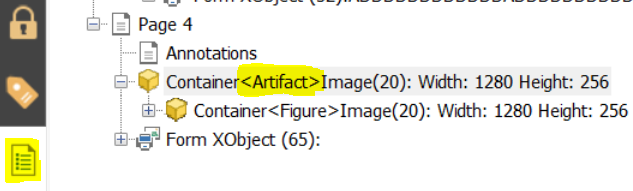 Page 4
Annotations
Container<Artifact>Image(20): Width: 1280 Height: 256
Container<Figure>Image(20): Width: 1280 Height: 256
Form XObject (65):